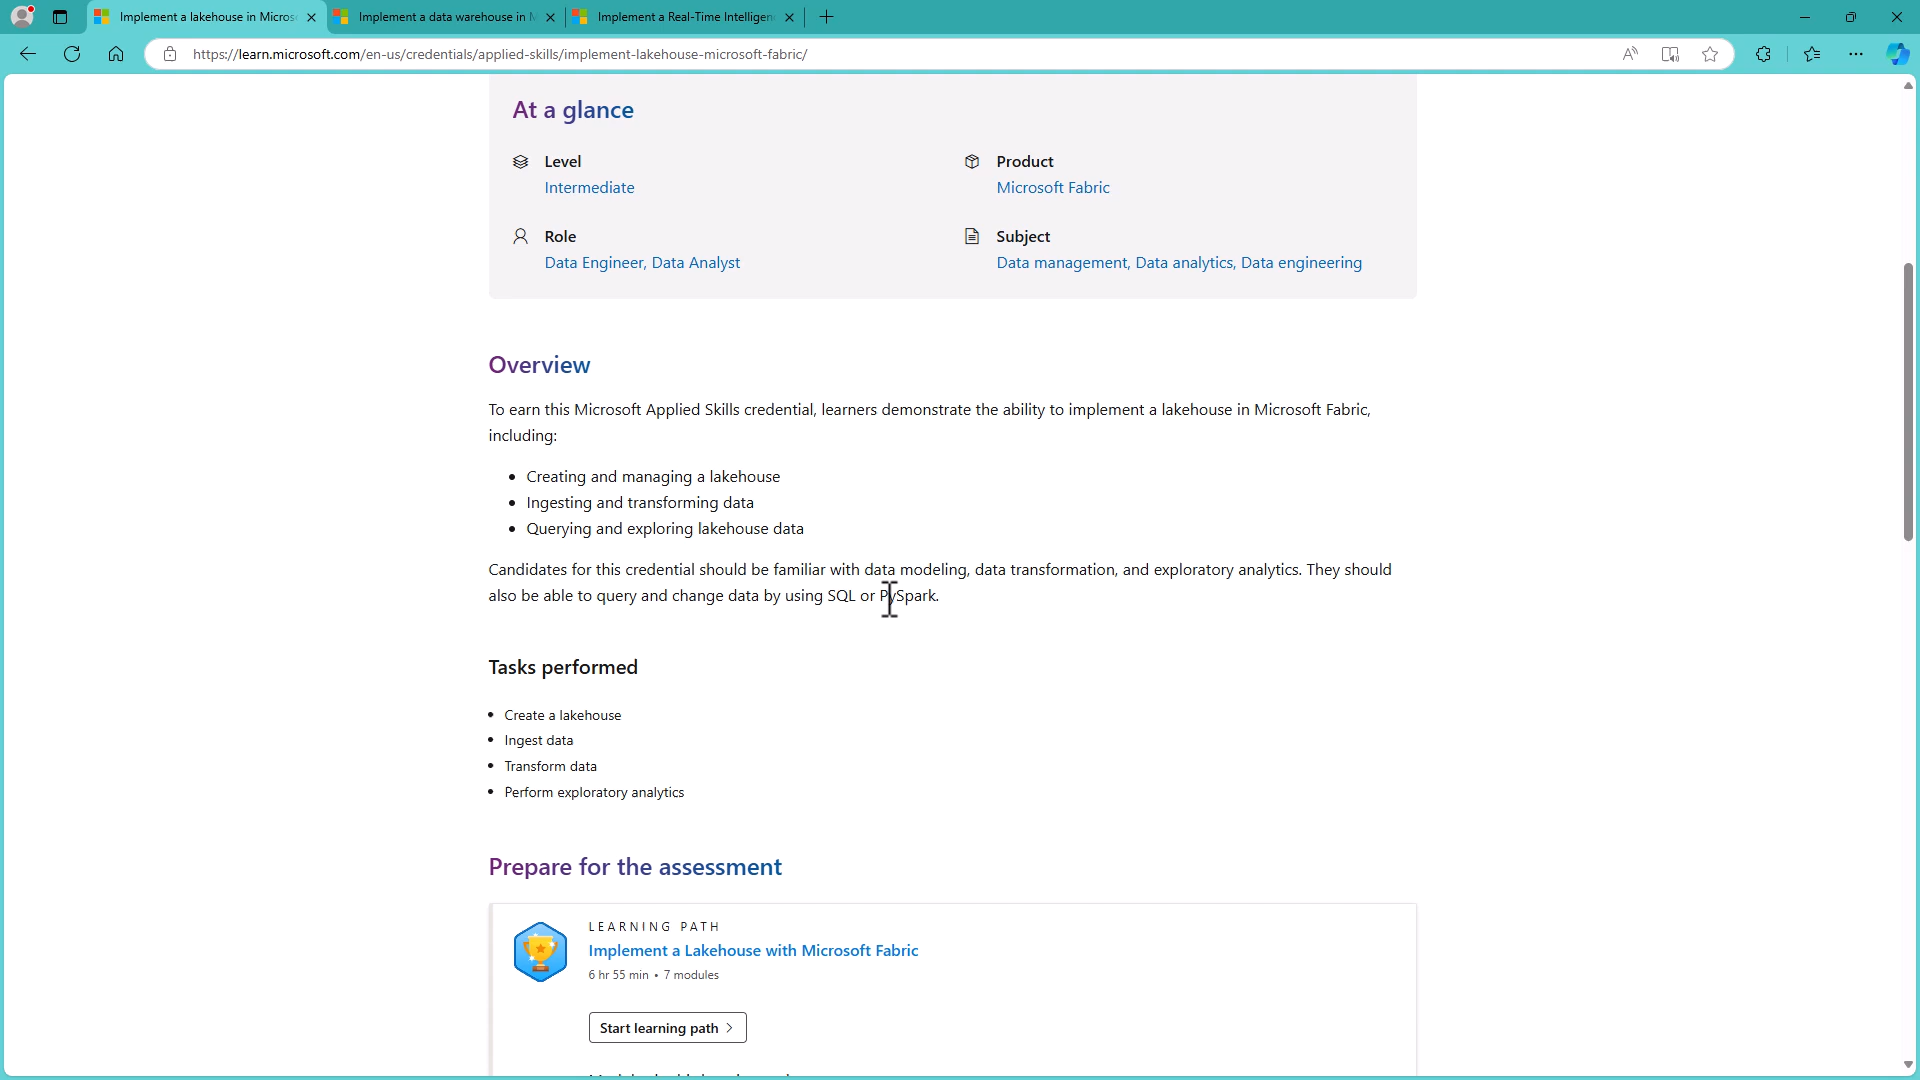 Implement a lakehouse in Micros
Implement a data warehouse in M
Implement a Real-Time Intelligen
https://learn.microsoft.com/en-us/credentials/applied-skills/implement-lakehouse-microsoft-fabric/
At a glance
Level
Intermediate
Product
Microsoft Fabric
Role
Data Engineer, Data Analyst
Subject
Data management, Data analytics, Data engineering
Overview
To earn this Microsoft Applied Skills credential, learners demonstrate the ability to implement a lakehouse in Microsoft Fabric,
including:
• Creating and managing a lakehouse
• Ingesting and transforming data
• Querying and exploring lakehouse data
Candidates for this credential should be familiar with data modeling, data transformation, and exploratory analytics. They should
also be able to query and change data by using SQL or PySpark.
Tasks performed
• Create a lakehouse
• Ingest data
• Transform data
• Perform exploratory analytics
Prepare for the assessment
LEARNING PATH
Implement a Lakehouse with Microsoft Fabric
6 hr 55 min • 7 modules
Start learning path